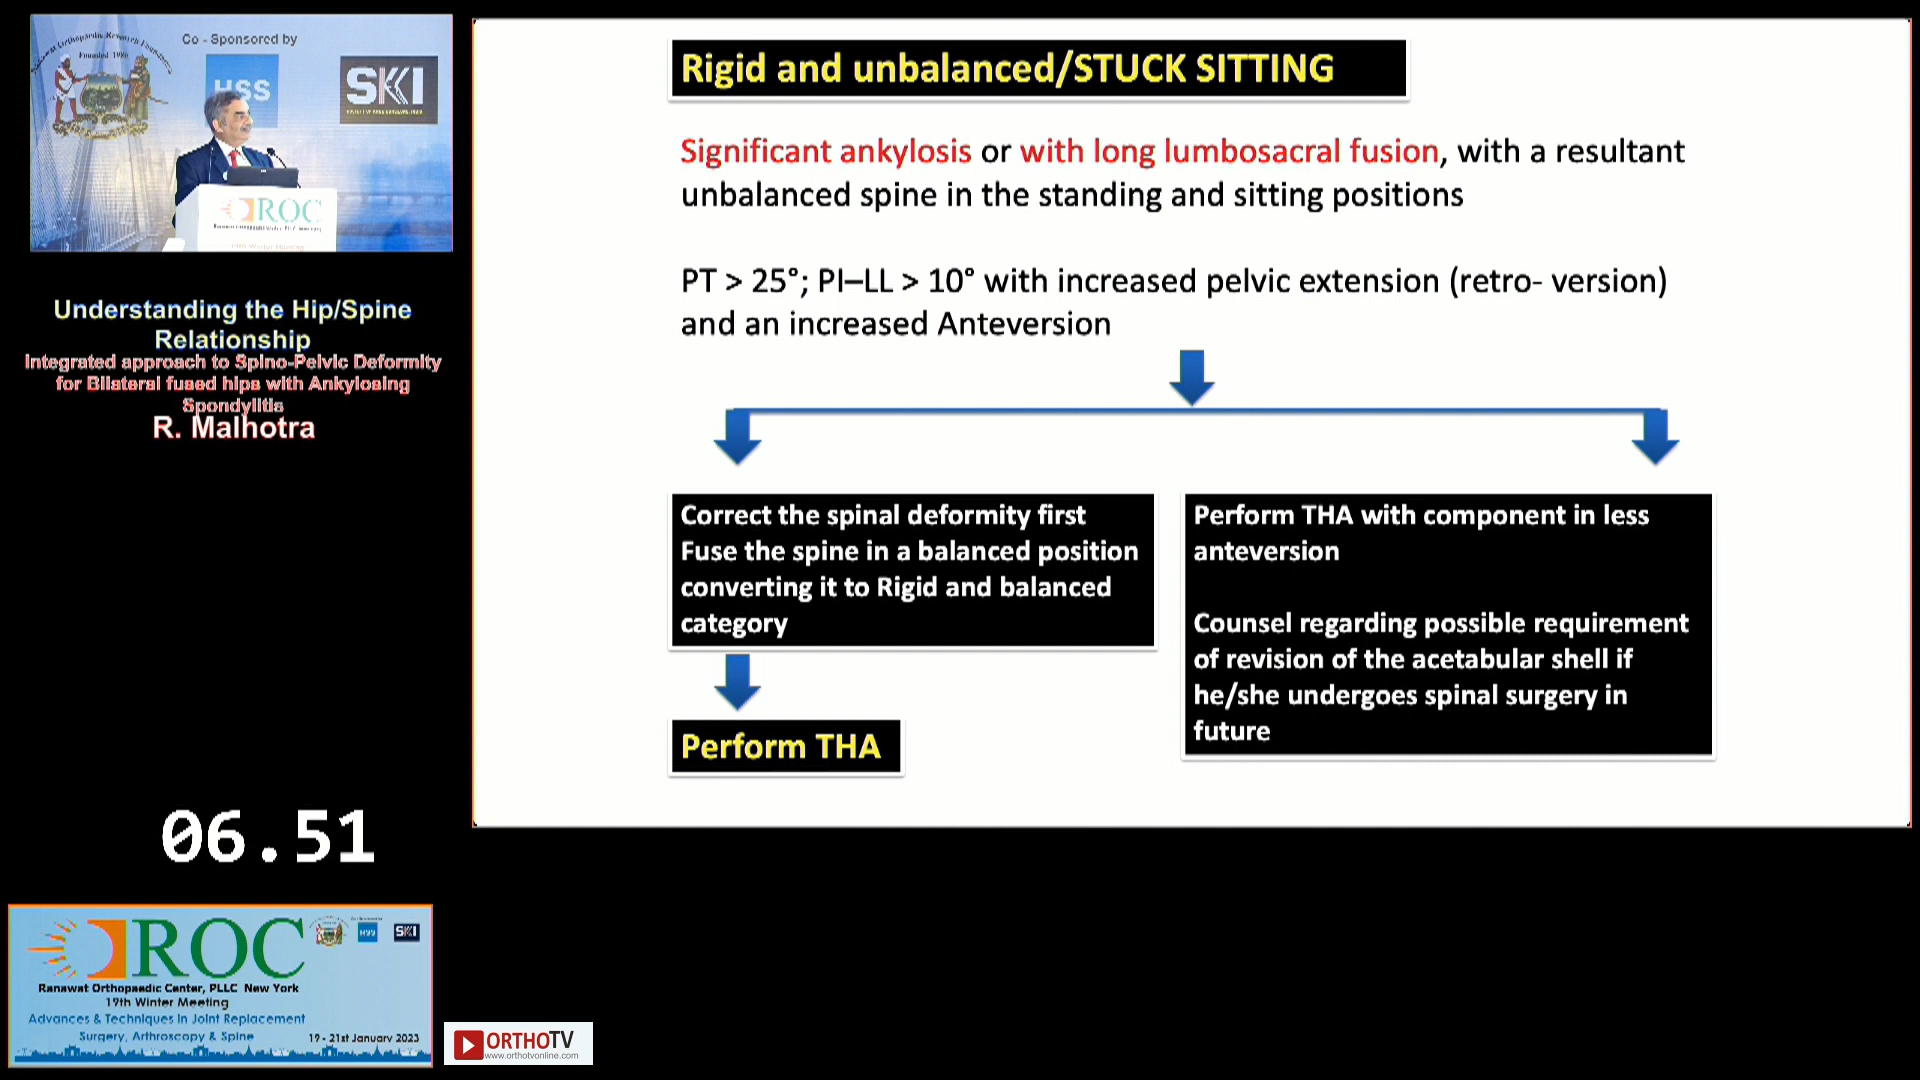 Co - Sponsored by
Founded 1986
HSS
SKI
ROC
Rigid and unbalanced/STUCK SITTING
Significant ankylosis or with long lumbosacral fusion, with a resultant
unbalanced spine in the standing and sitting positions
PT > 25°; PI–LL > 10° with increased pelvic extension (retro- version)
and an increased Anteversion
Correct the spinal deformity first
Fuse the spine in a balanced position
converting it to Rigid and balanced
category
Perform THA
Perform THA with component in less
anteversion
Counsel regarding possible requirement
of revision of the acetabular shell if
he/she undergoes spinal surgery in
future
Understanding the Hip/Spine
Relationship
Integrated approach to Spino-Pelvic Deformity
for Bilateral fused hips with Ankylosing
Spondylitis
R. Malhotra
06.51
ROC
HSS
SKI
Ranawat Orthopaedic Center, PLLC New York
19th Winter Meeting
Advances & Techniques in Joint Replacement
Surgery, Arthroscopy & Spine
19 - 21st January 2023
ORTHOTV
www.orthotvonline.com